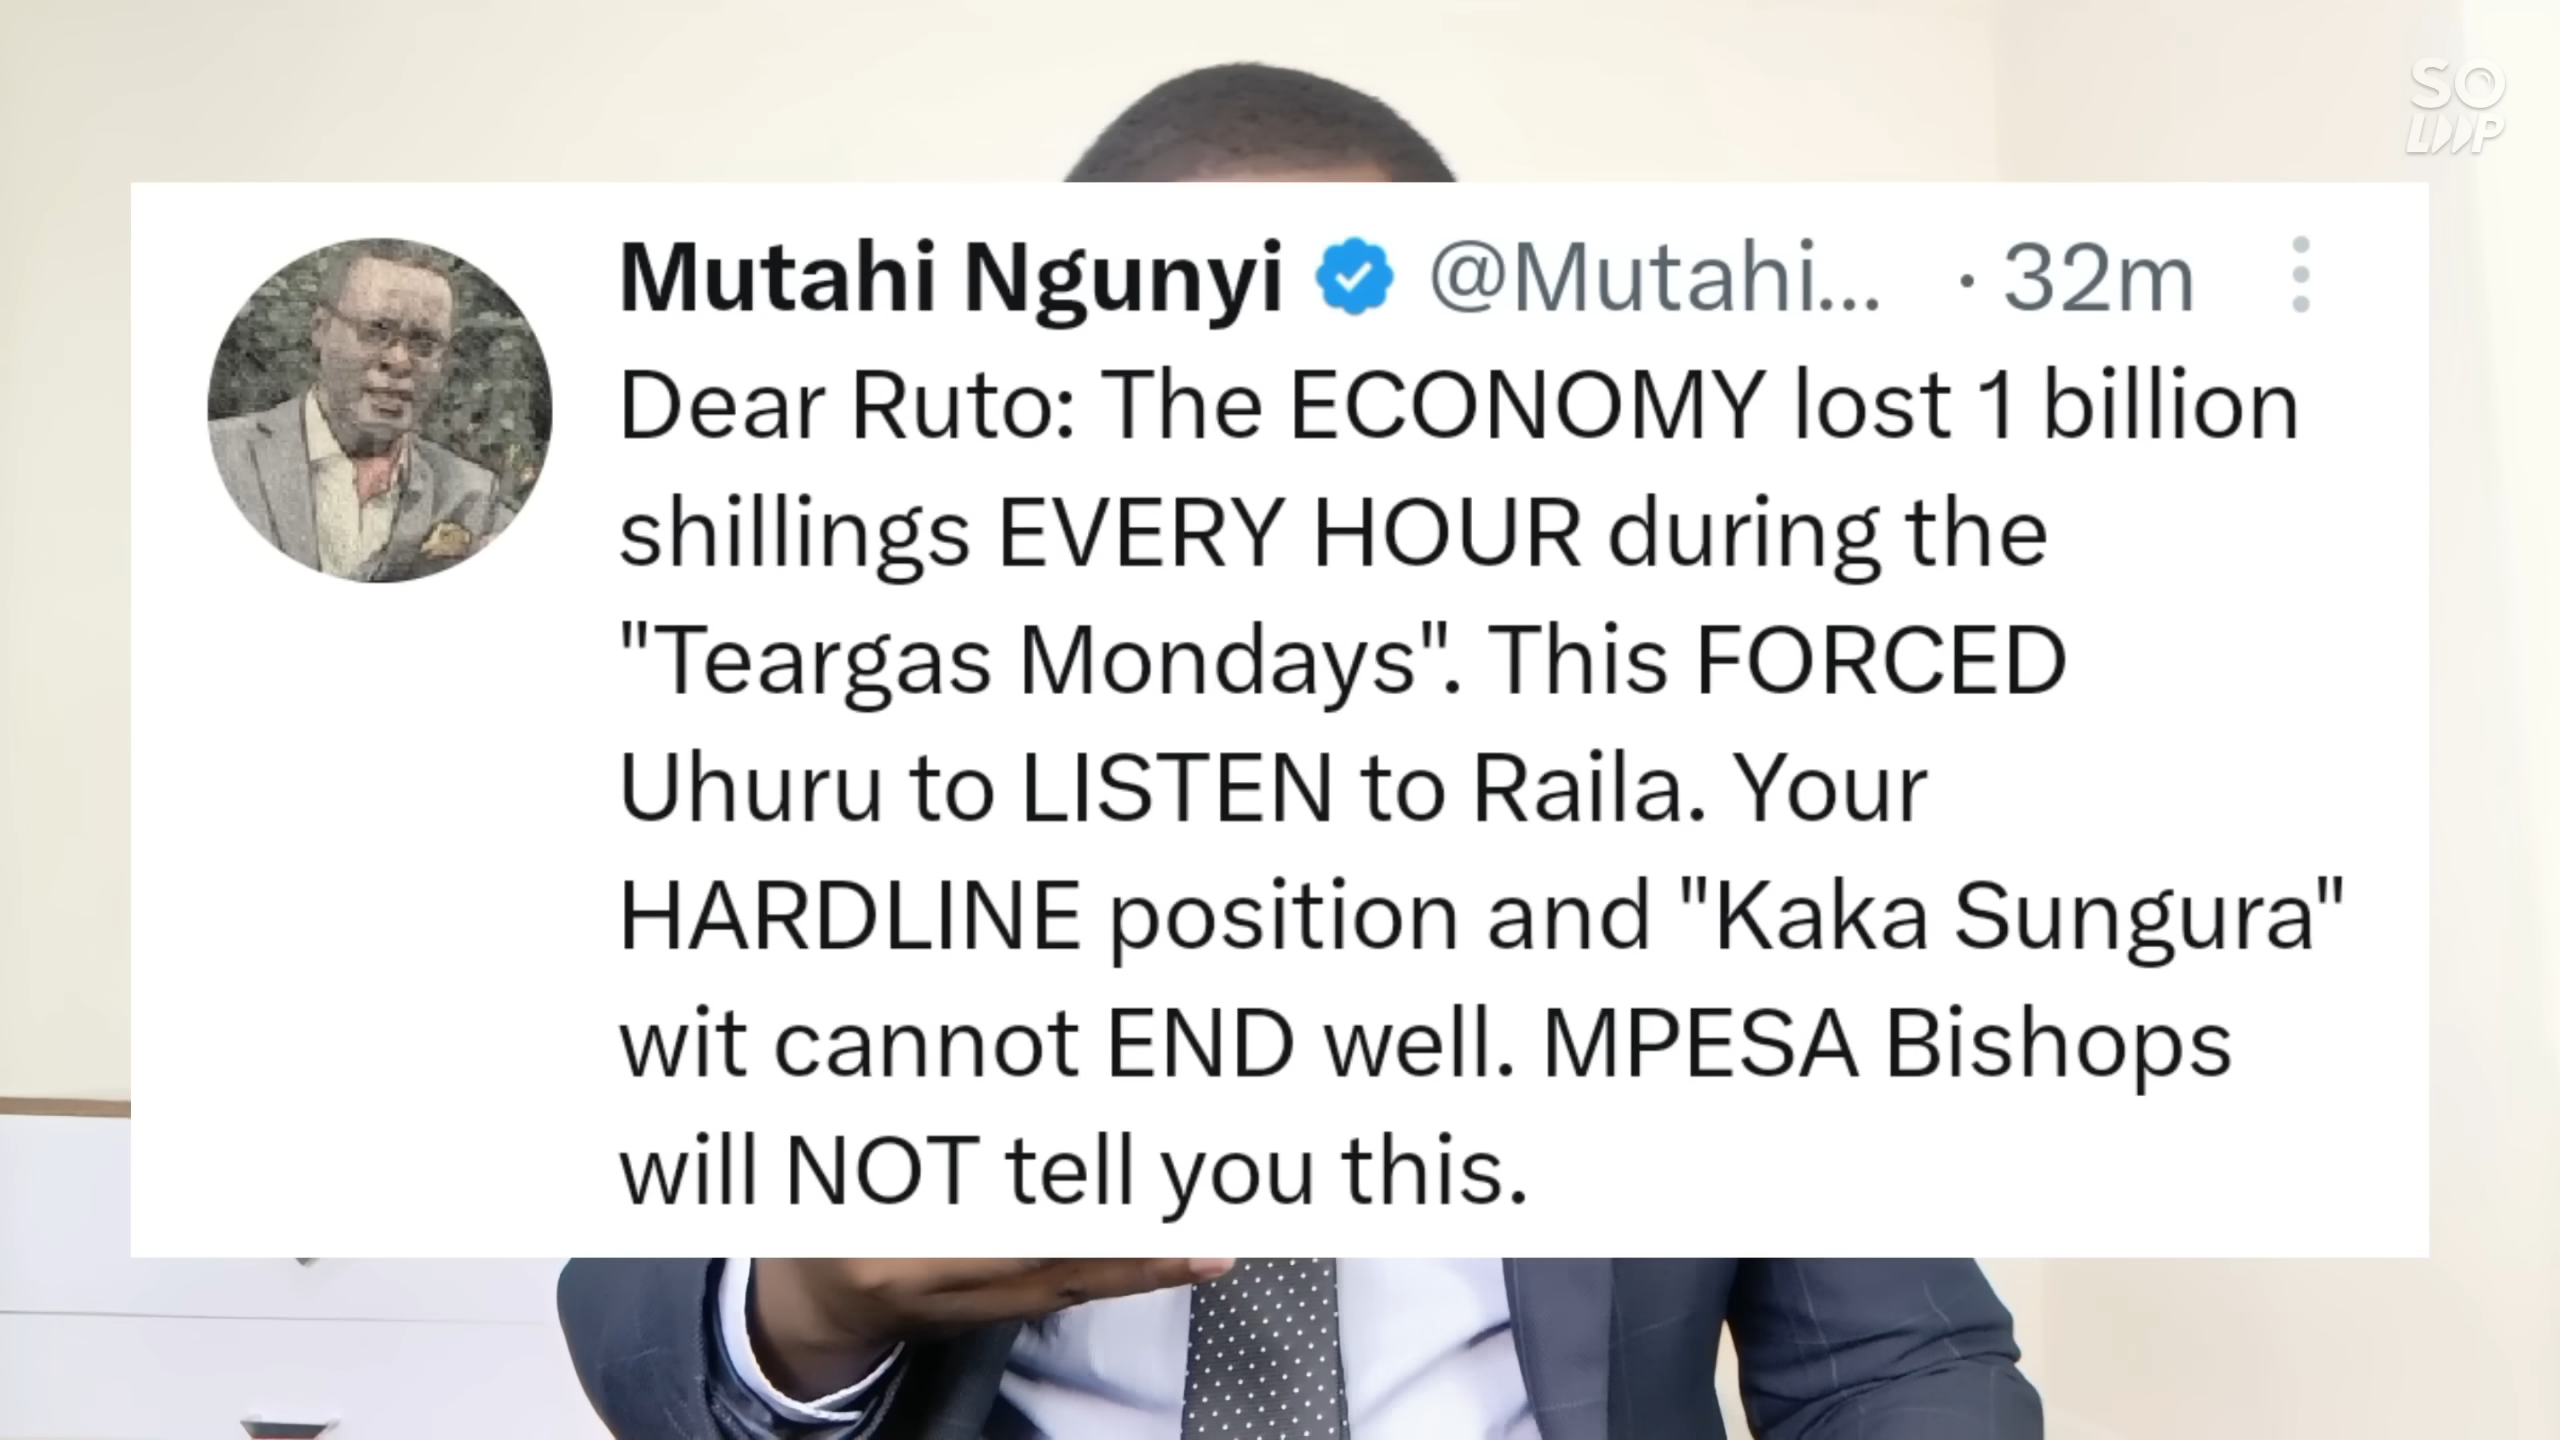 SO
LOOP
Mutahi Ngunyi @Mutahi... · 32m
Dear Ruto: The ECONOMY lost 1 billion
shillings EVERY HOUR during the
"Teargas Mondays". This FORCED
Uhuru to LISTEN to Raila. Your
HARDLINE position and "Kaka Sungura"
wit cannot END well. MPESA Bishops
will NOT tell you this.